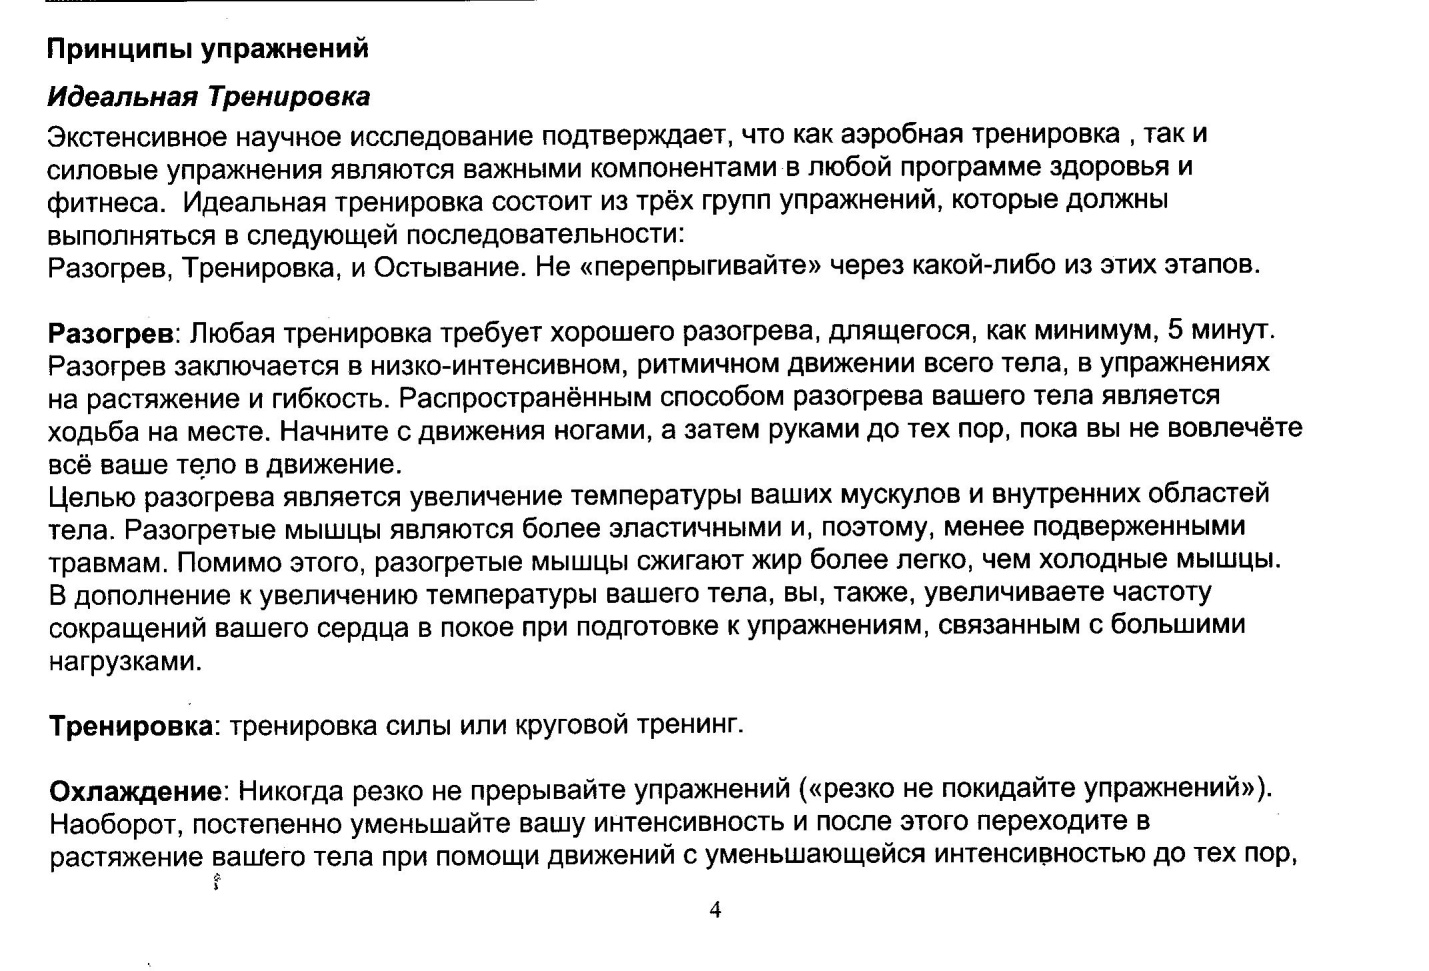 Принципы упражнений
Идеальная Тренировка
Экстенсивное научное исследование подтверждает, что как аэробная тренировка , так и
силовые упражнения являются важными компонентами в любой программе здоровья и
фитнеса.  Идеальная тренировка состоит из трёх групп упражнений, которые должны
выполняться в следующей последовательности:
Разогрев, Тренировка, и Остывание. Не «перепрыгивайте» через какой-либо из этих этапов.
Разогрев: Любая тренировка требует хорошего разогрева, длящегося, как минимум, 5 минут.
Разогрев заключается в низко-интенсивном, ритмичном движении всего тела, в упражнениях
на растяжение и гибкость. Распространённым способом разогрева вашего тела является
ходьба на месте. Начните с движения ногами, а затем руками до тех пор, пока вы не вовлечёте
всё ваше тело в движение.
Целью разогрева является увеличение температуры ваших мускулов и внутренних областей
тела. Разогретые мышцы являются более эластичными и, поэтому, менее подверженными
травмам. Помимо этого, разогретые мышцы сжигают жир более легко, чем холодные мышцы.
В дополнение к увеличению температуры вашего тела, вы, также, увеличиваете частоту
сокращений вашего сердца в покое при подготовке к упражнениям, связанным с большими
нагрузками.
Тренировка: тренировка силы или круговой тренинг.
Охлаждение: Никогда резко не прерывайте упражнений («резко не покидайте упражнений»).
Наоборот, постепенно уменьшайте вашу интенсивность и после этого переходите в
растяжение вашего тела при помощи движений с уменьшающейся интенсивностью до тех пор,
4